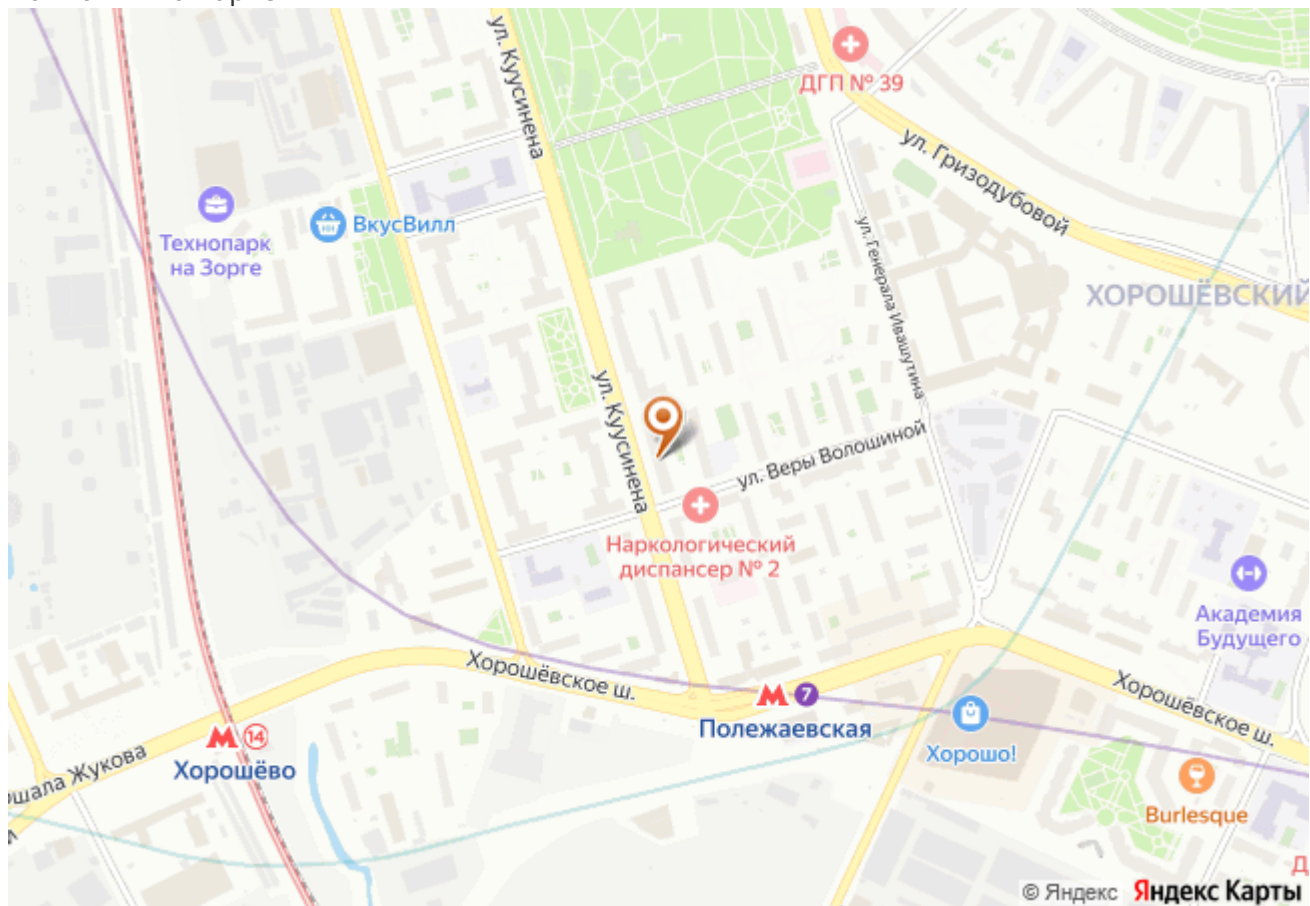 ул. Куусинена
ДГП № 39
ул. Гризодубовой
Технопарк
на Зорге
ВкусВилл
ул. Генерала Ивашутина
ХОРОШЁВСКИЙ
ул. Куусинена
ул. Веры Волошиной
Наркологический
диспансер № 2
Академия
Будущего
Хорошёвское ш.
7
Полежаевская
Хорошёвское ш.
14
Хорошёво
Хорошо!
шала Жукова
Burlesque
Д
© Яндекс Яндекс Карты